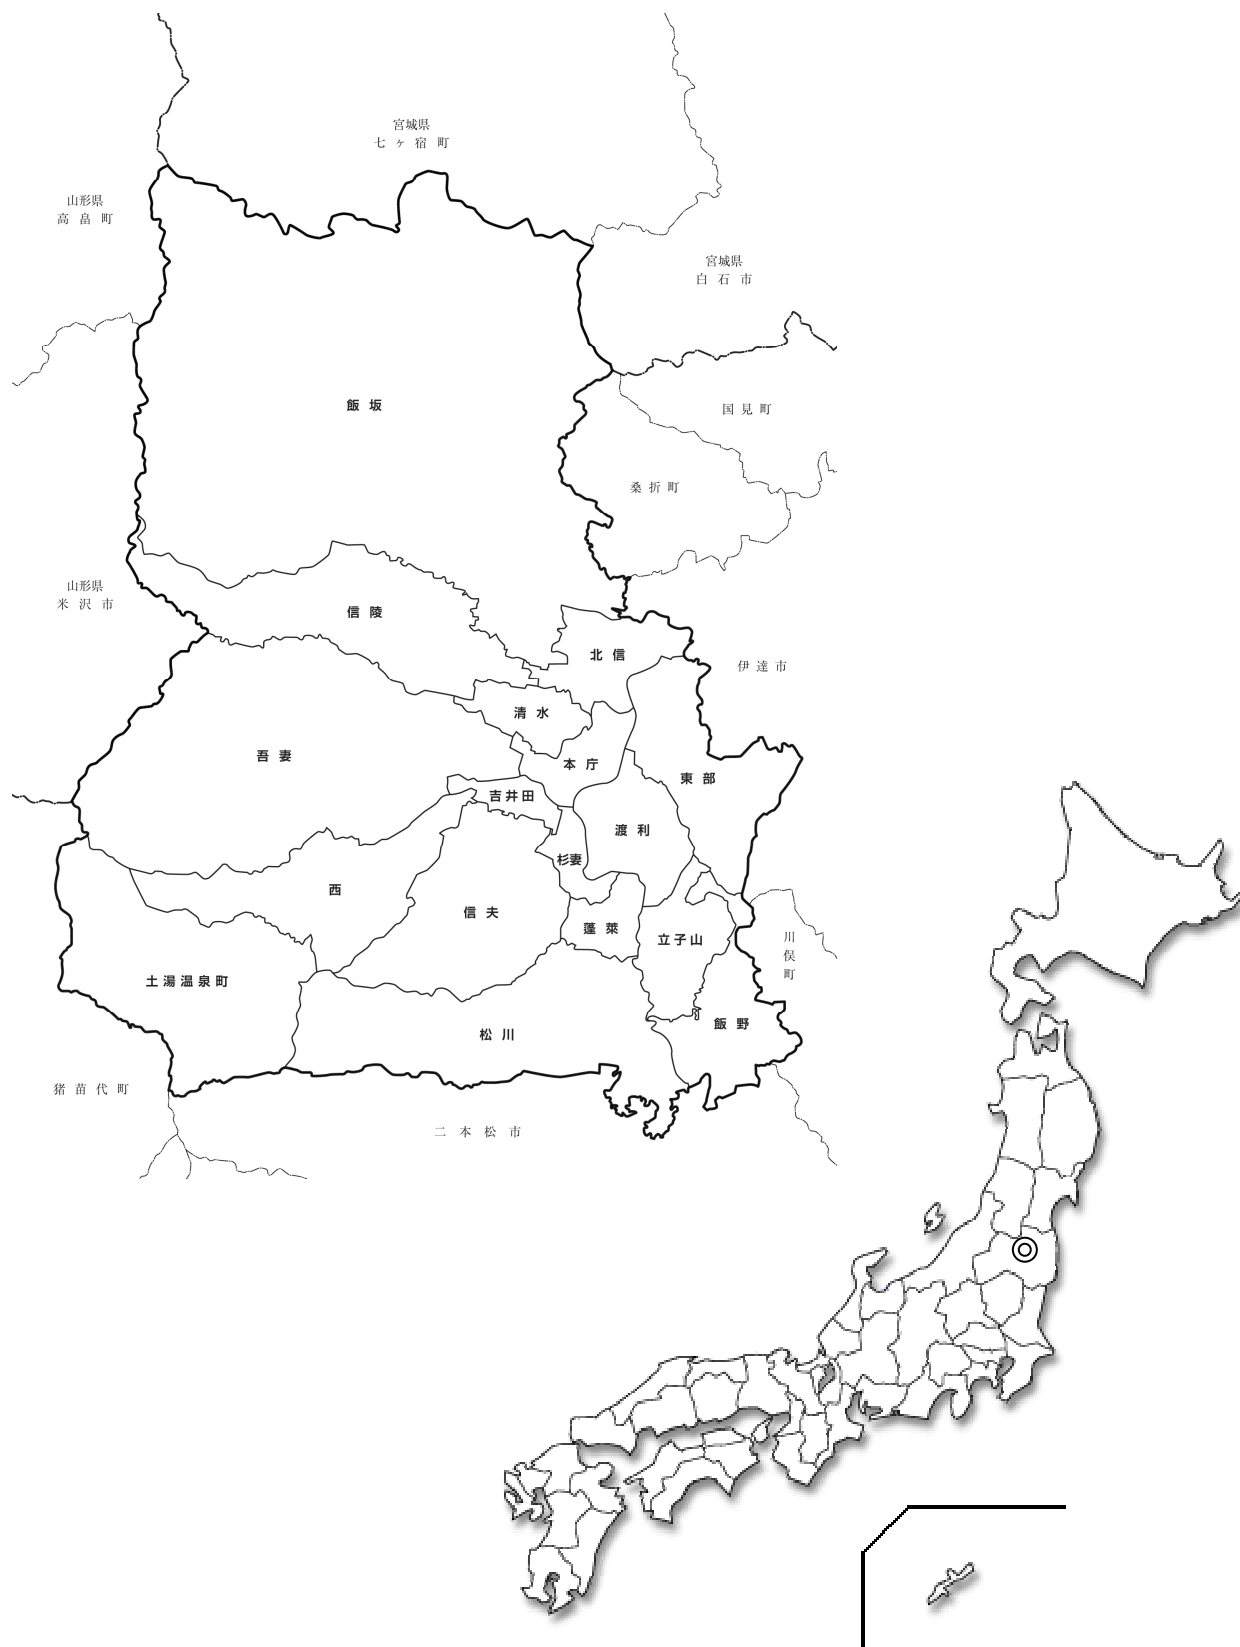 宮城県
七ヶ宿町
山形県
高畠町
宮城県
白石市
飯坂
国見町
桑折町
山形県
米沢市
信陵
北信
伊達市
清水
吾妻
本庁
東部
吉井田
渡利
杉妻
西
信夫
蓬莱
立子山
川俣町
土湯温泉町
飯野
松川
猪苗代町
二本松市